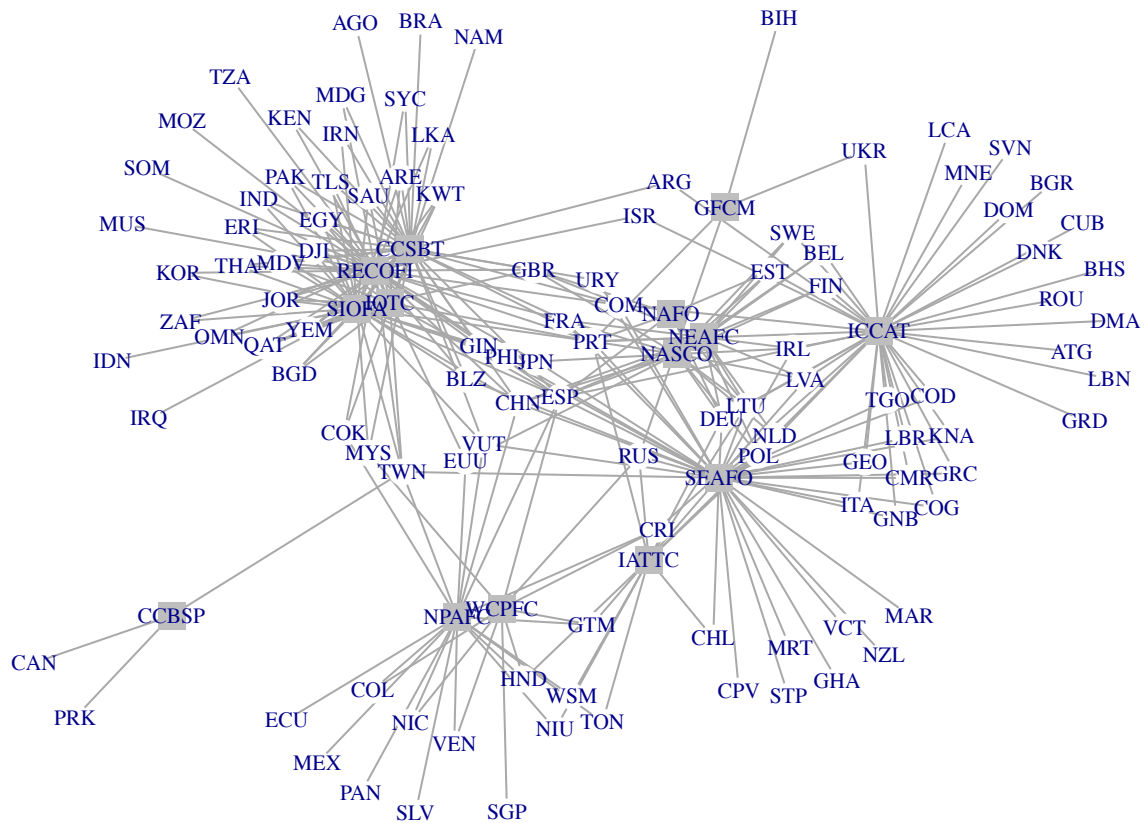 BIH
BRA
AGO
NAM
TZA
MDG
SYC
KEN
MOZ
IRN
LKA
LCA
SVN
UKR
MNE
SOM
PAK
TLS
ARE
ARG
BGR
IND
SAU
KWT
GFCM
DOM
ISR
EGY
MUS
ERI
SWE
CUB
DJI
CCSBT
BEL
DNK
MDV
THA
KOR
RECOFI
GBR
EST
BHS
URY
FIN
JOR
IOTC
COM
ROU
SIOFA
NAFO
ZAF
FRA
DMA
YEM
OMN
NEAFC
ICCAT
QAT
GIN
PRT
IRL
ATG
NASCO
IDN
PHL
JPN
BGD
BLZ
LVA
LBN
ESP
TGO
COD
CHN
LTU
IRQ
DEU
GRD
COK
NLD
LBR
KNA
VUT
MYS
RUS
POL
EUU
GEO
TWN
GRC
SEAFO
CMR
ITA
COG
GNB
CRI
IATTC
WCPFC
CCBSP
NPAFC
MAR
GTM
VCT
CHL
MRT
NZL
CAN
HND
GHA
COL
CPV
WSM
STP
PRK
ECU
NIC
TON
NIU
VEN
MEX
PAN
SLV
SGP